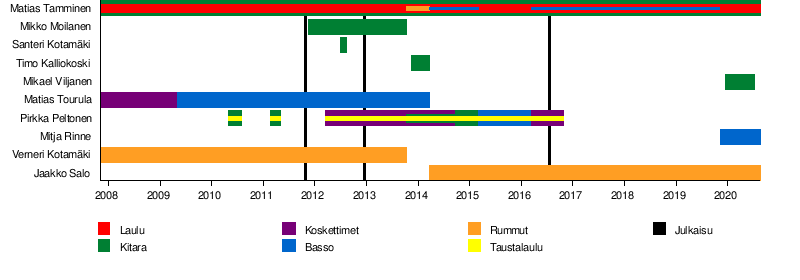 Matias Tamminen
Mikko Moilanen
Santeri Kotamäki
Timo Kalliokoski
Mikael Viljanen
Matias Tourula
Pirkka Peltonen
Mitja Rinne
Verneri Kotamäki
Jaakko Salo
2008 2009 2010 2011 2012 2013 2014 2015 2016 2017 2018 2019 2020
Laulu Koskettimet Rummut Julkaisu
Kitara Basso Taustalaulu